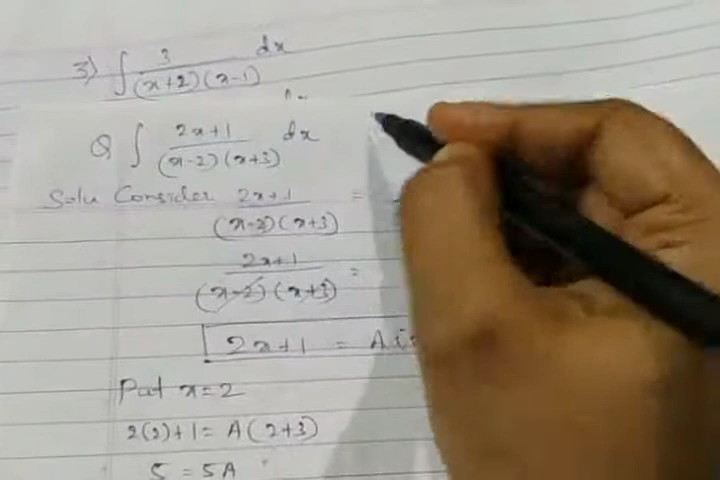 3) ∫ 3/(x+2)(x-1) dx
Q ∫ 2x+1/(x-2)(x+3) dx
Solu Consider 2x+1/(x-2)(x+3) =
2x+1/(x-2)(x+3) =
2x+1 = A(
Put x=2
2(2)+1 = A(2+3)
5 = 5A